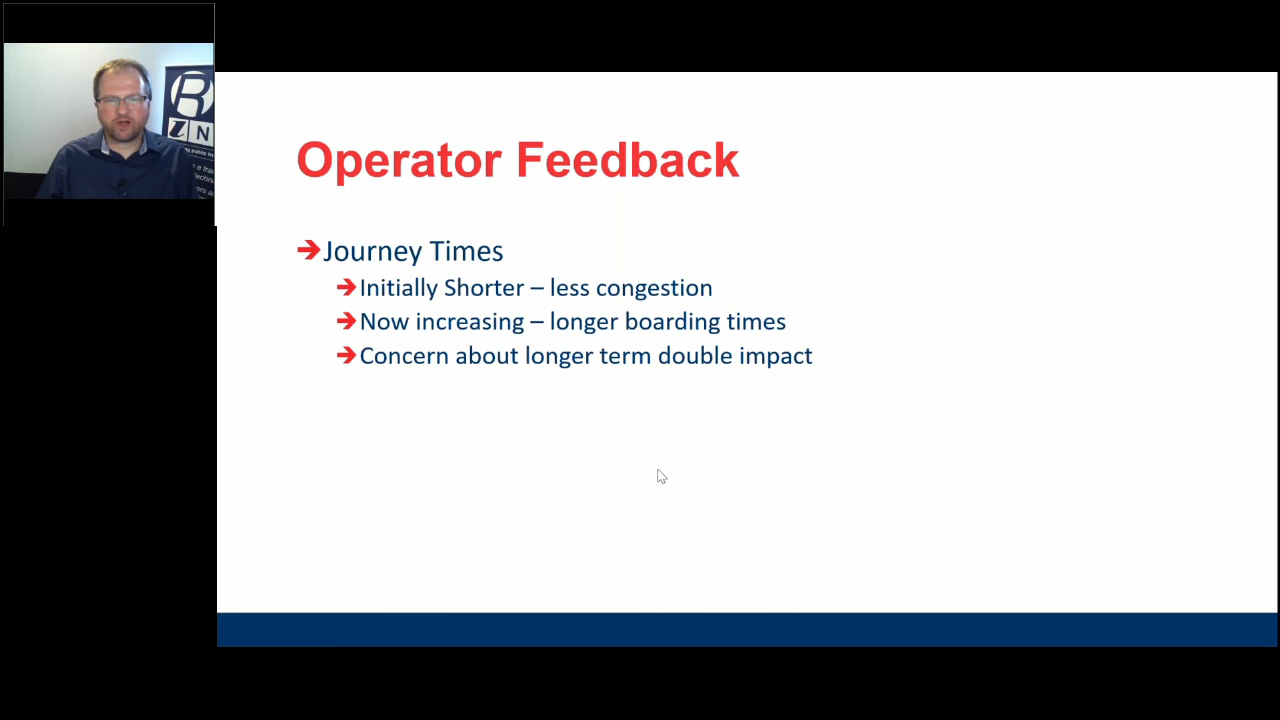 R
i N
Operator Feedback
Journey Times
Initially Shorter – less congestion
Now increasing – longer boarding times
Concern about longer term double impact